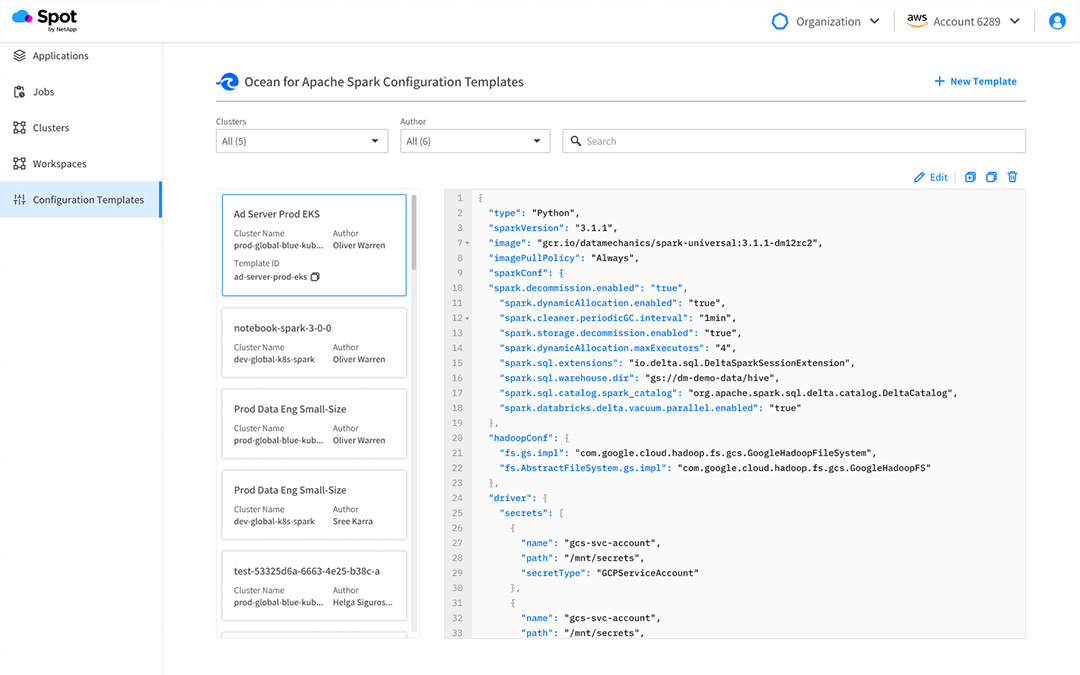 Spot
by NetApp
Organization
aws Account 6289
Applications
Jobs
Clusters
Workspaces
Configuration Templates
Ocean for Apache Spark Configuration Templates
New Template
Clusters
All (5)
Author
All (6)
Search
Edit
Ad Server Prod EKS
Cluster Name Author
prod-global-blue-kub... Oliver Warren
Template ID
ad-server-prod-eks
notebook-spark-3-0-0
Cluster Name Author
dev-global-k8s-spark Oliver Warren
Prod Data Eng Small-Size
Cluster Name Author
prod-global-blue-kub... Oliver Warren
Prod Data Eng Small-Size
Cluster Name Author
dev-global-k8s-spark Sree Karra
test-53325d6a-6663-4e25-b38c-a
Cluster Name Author
prod-global-blue-kub... Helga Siguros...
1 {
2 "type": "Python",
3 "sparkVersion": "3.1.1",
7 "image": "gcr.io/datamechanics/spark-universal:3.1.1-dm12rc2",
8 "imagePullPolicy": "Always",
9 "sparkConf": {
10 "spark.decommission.enabled": "true",
11 "spark.dynamicAllocation.enabled": "true",
12 "spark.cleaner.periodicGC.interval": "1min",
13 "spark.storage.decommission.enabled": "true",
14 "spark.dynamicAllocation.maxExecutors": "4",
15 "spark.sql.extensions": "io.delta.sql.DeltaSparkSessionExtension",
16 "spark.sql.warehouse.dir": "gs://dm-demo-data/hive",
17 "spark.sql.catalog.spark_catalog": "org.apache.spark.sql.delta.catalog.DeltaCatalog",
18 "spark.databricks.delta.vacuum.parallel.enabled": "true"
19 },
20 "hadoopConf": {
21 "fs.gs.impl": "com.google.cloud.hadoop.fs.gcs.GoogleHadoopFileSystem",
22 "fs.AbstractFileSystem.gs.impl": "com.google.cloud.hadoop.fs.gcs.GoogleHadoopFS"
23 },
24 "driver": {
25 "secrets": [
26 {
27 "name": "gcs-svc-account",
28 "path": "/mnt/secrets",
29 "secretType": "GCPServiceAccount"
30 },
31 {
32 "name": "gcs-svc-account",
33 "path": "/mnt/secrets",